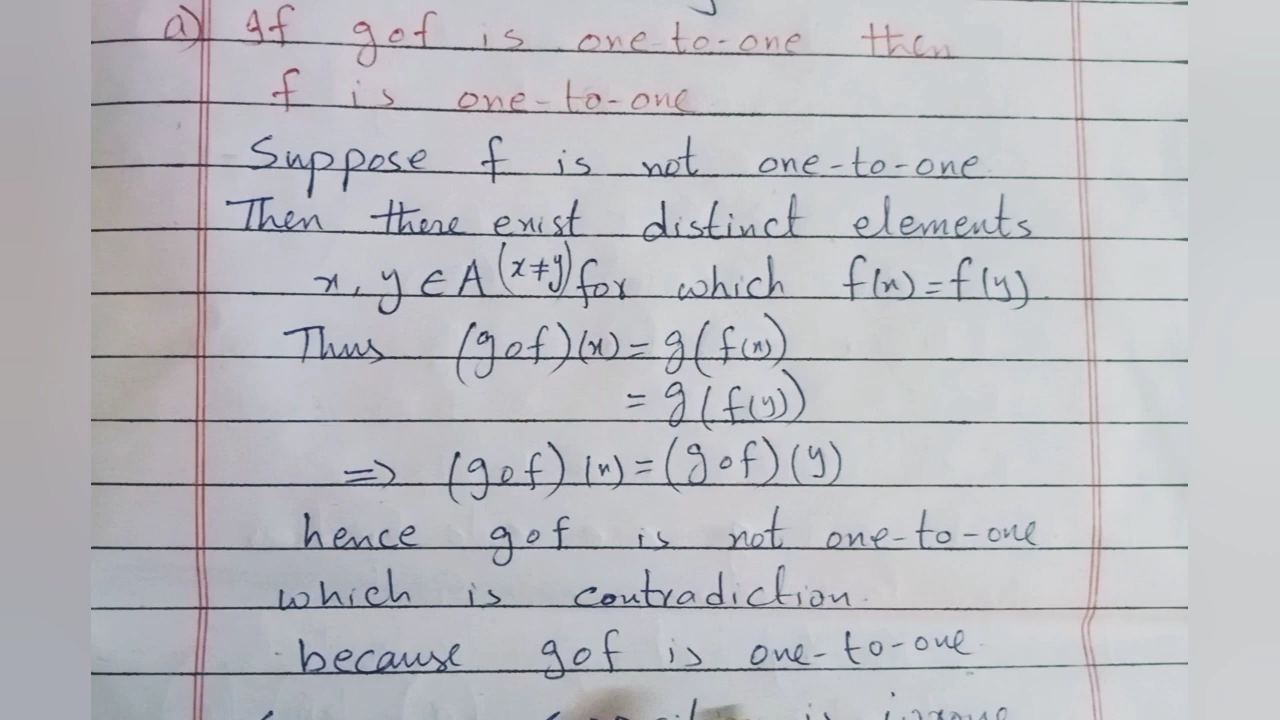 a) If gof is one-to-one then
f is one-to-one
Suppose f is not one-to-one.
Then there exist distinct elements
x, y ∈ A (x≠y) for which f(x) = f(y).
Thus (gof)(x) = g(f(x))
= g(f(y))
=> (gof)(x) = (gof)(y)
hence gof is not one-to-one
which is contradiction.
because gof is one-to-one.